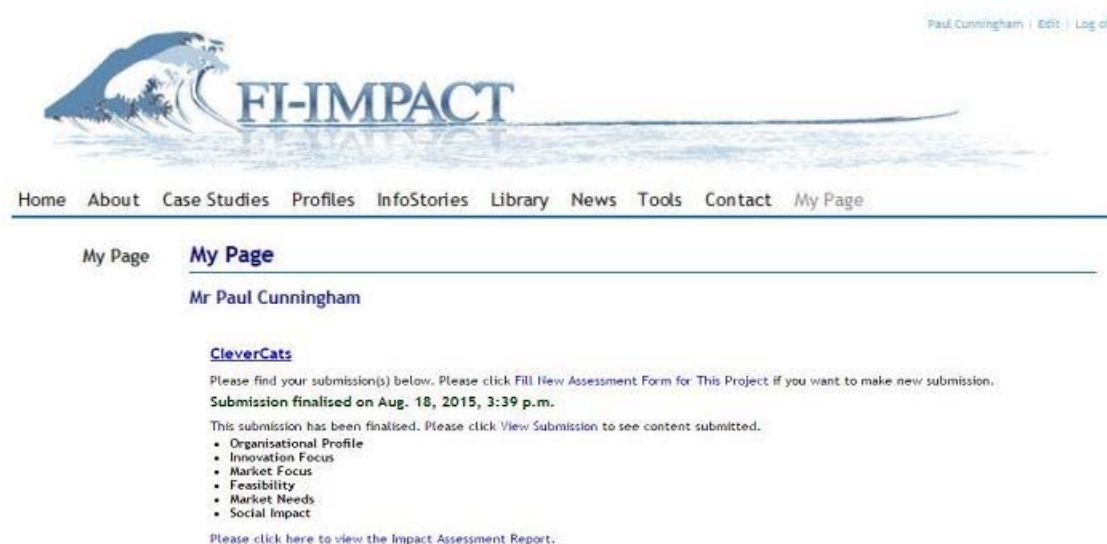 Paul Cunningham | Edit | Log of
FI-IMPACT
Home About Case Studies Profiles InfoStories Library News Tools Contact My Page
My Page
My Page
Mr Paul Cunningham
CleverCats
Please find your submission(s) below. Please click Fill New Assessment Form for This Project if you want to make new submission.
Submission finalised on Aug. 18, 2015, 3:39 p.m.
This submission has been finalised. Please click View Submission to see content submitted.
• Organisational Profile
• Innovation Focus
• Market Focus
• Feasibility
• Market Needs
• Social Impact
Please click here to view the Impact Assessment Report.